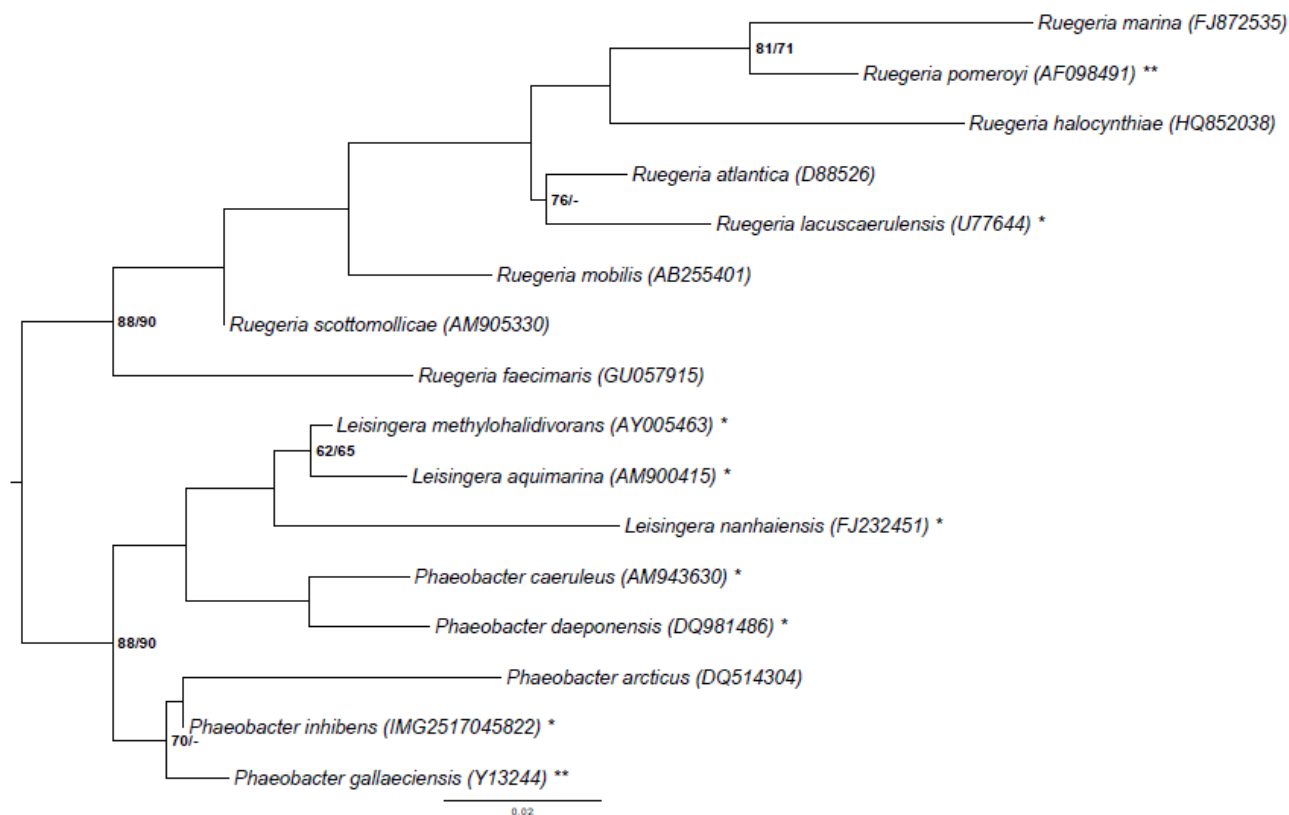 Ruegeria marina (FJ872535)
81/71
Ruegeria pomeroyi (AF098491) **
Ruegeria halocynthiae (HQ852038)
Ruegeria atlantica (D88526)
76/-
Ruegeria lacuscaerulensis (U77644) *
Ruegeria mobilis (AB255401)
88/90
Ruegeria scottomollicae (AM905330)
Ruegeria faecimaris (GU057915)
Leisingera methylohalidivorans (AY005463) *
62/65
Leisingera aquimarina (AM900415) *
Leisingera nanhaiensis (FJ232451) *
Phaeobacter caeruleus (AM943630) *
Phaeobacter daeponensis (DQ981486) *
88/90
Phaeobacter arcticus (DQ514304)
Phaeobacter inhibens (IMG2517045822) *
70/-
Phaeobacter gallaeciensis (Y13244) **
0.02